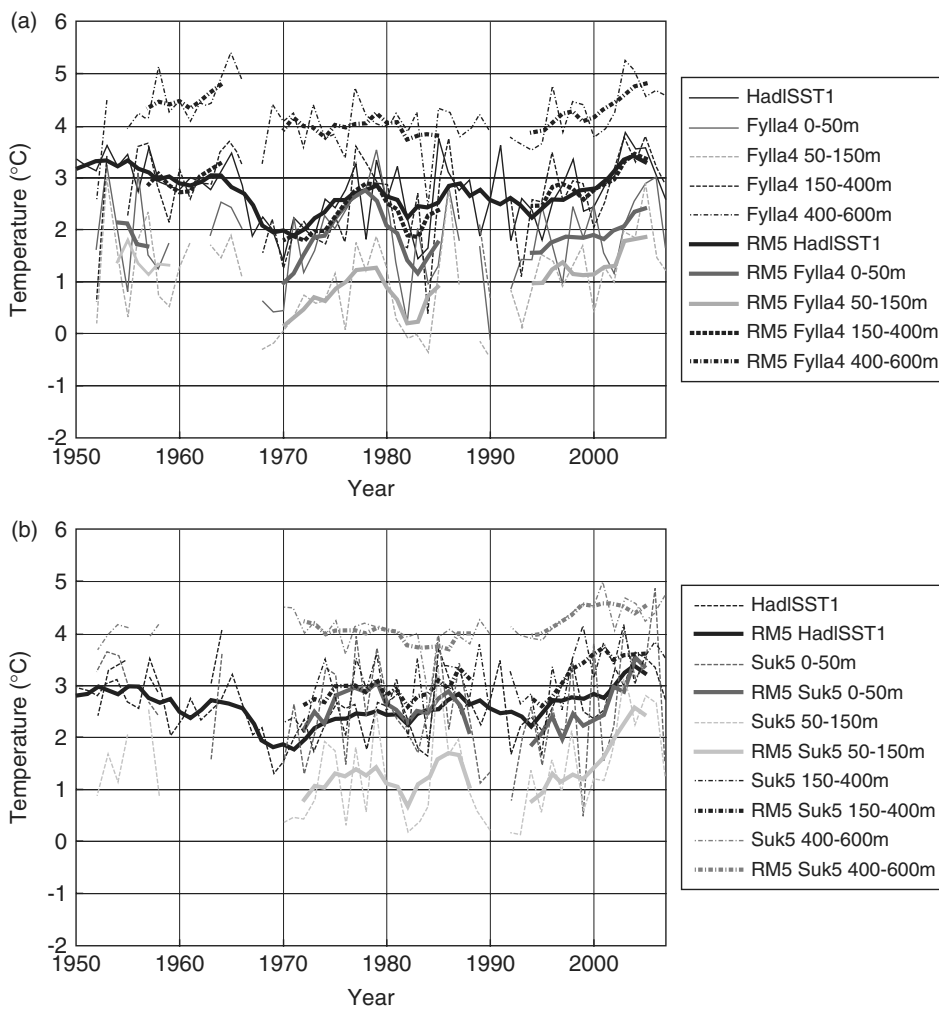 (a)
6
5
4
3
2
1
0
-1
-2
Temperature (°C)
1950 1960 1970 1980 1990 2000
Year
HadlSST1
Fylla4 0-50m
Fylla4 50-150m
Fylla4 150-400m
Fylla4 400-600m
RM5 HadlSST1
RM5 Fylla4 0-50m
RM5 Fylla4 50-150m
RM5 Fylla4 150-400m
RM5 Fylla4 400-600m
(b)
6
5
4
3
2
1
0
-1
-2
Temperature (°C)
1950 1960 1970 1980 1990 2000
Year
HadlSST1
RM5 HadlSST1
Suk5 0-50m
RM5 Suk5 0-50m
Suk5 50-150m
RM5 Suk5 50-150m
Suk5 150-400m
RM5 Suk5 150-400m
Suk5 400-600m
RM5 Suk5 400-600m